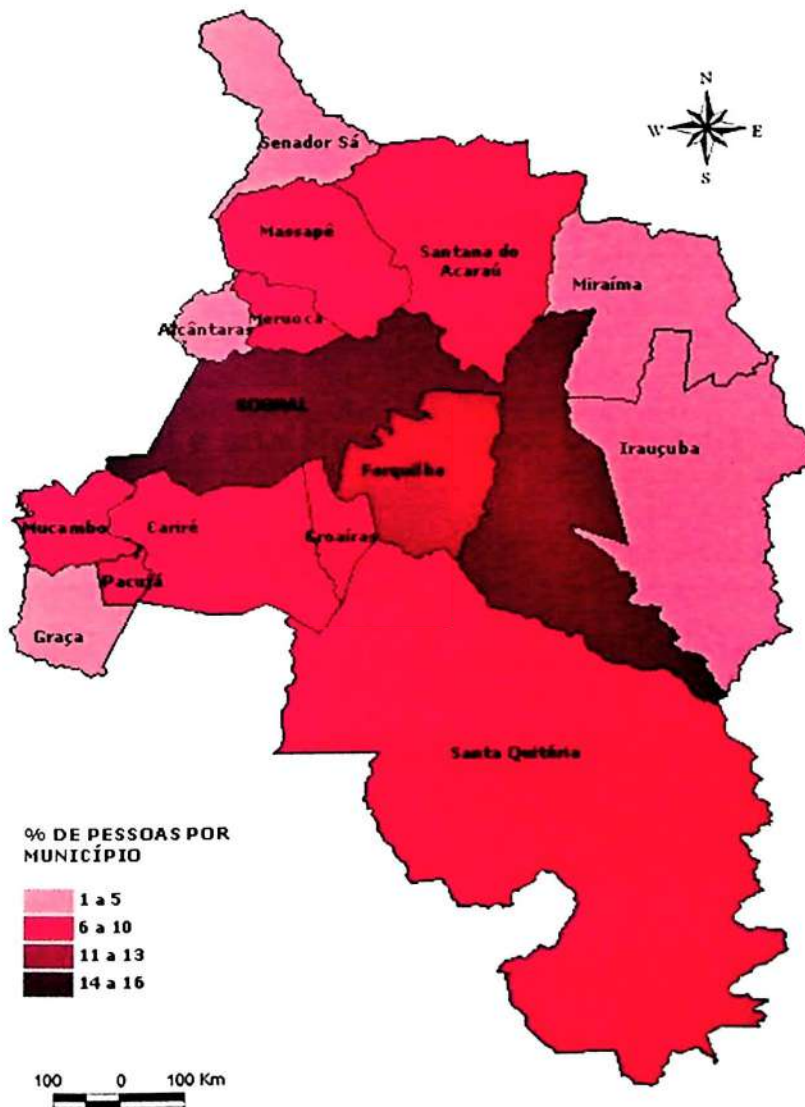 N
W E
S
Senador Sá
Massapê
Santana do
Acaraú
Miraíma
Alcântaras
Meruoca
SOBRAL
Irauçuba
Forquilha
Mucambo
Cariré
Groaíras
Pacujá
Graça
Santa Quitéria
% DE PESSOAS POR
MUNICÍPIO
1 a 5
6 a 10
11 a 13
14 a 16
100 0 100 Km